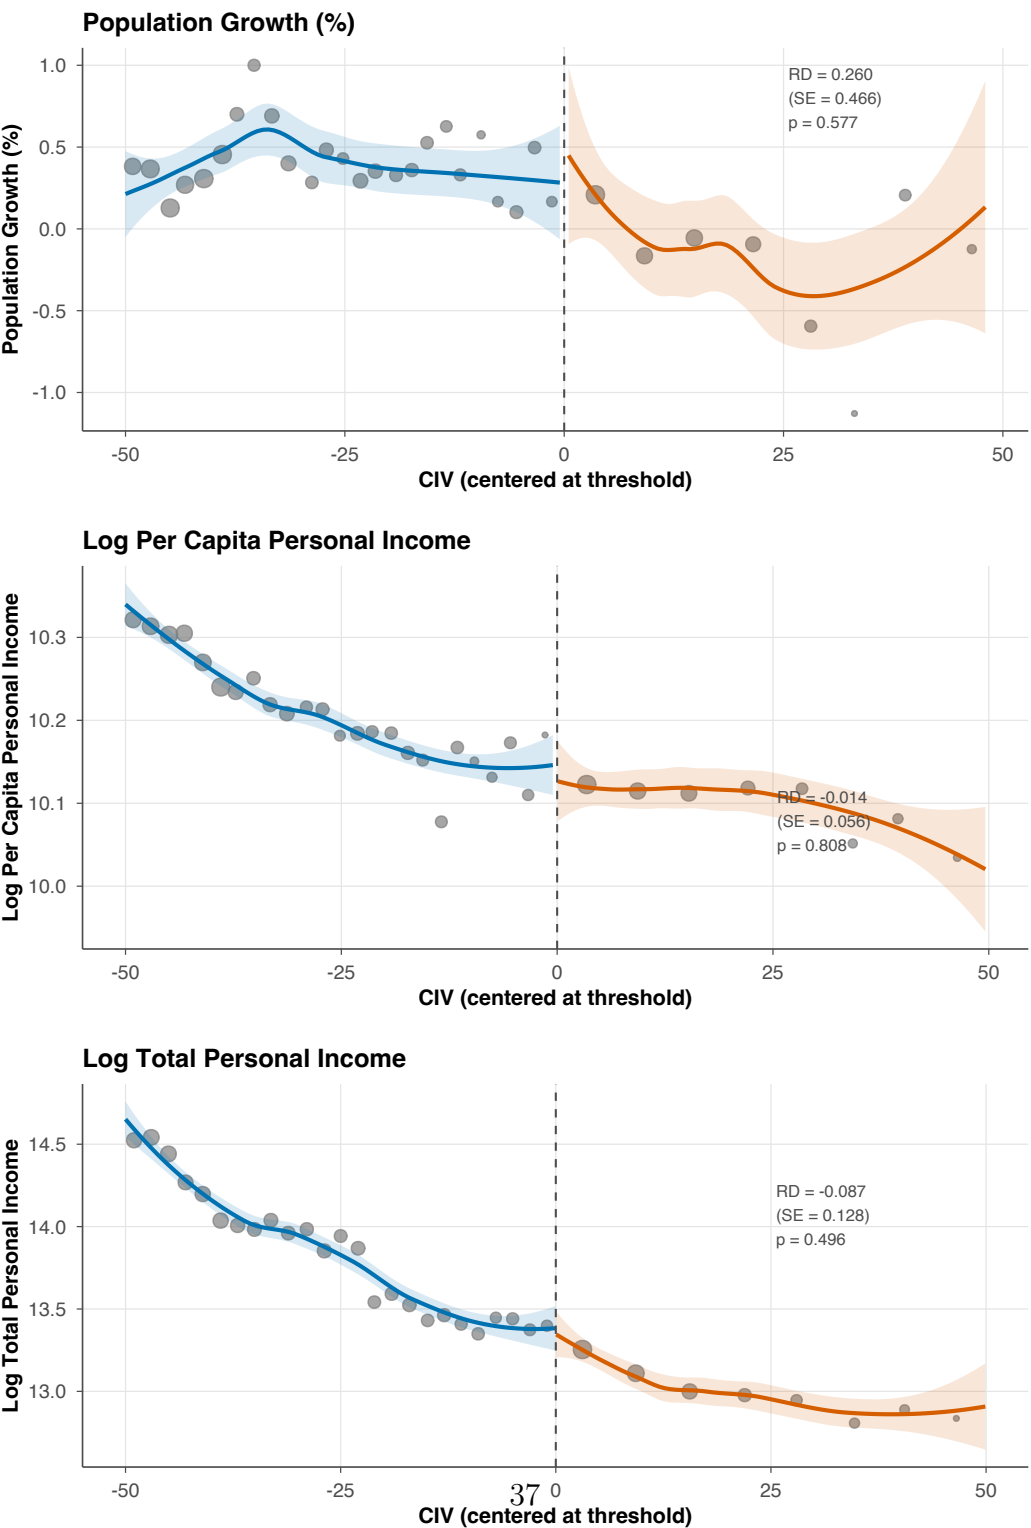 Population Growth (%)
Population Growth (%)
1.0
0.5
0.0
-0.5
-1.0
RD = 0.260
(SE = 0.466)
p = 0.577
-50 -25 0 25 50
CIV (centered at threshold)
Log Per Capita Personal Income
Log Per Capita Personal Income
10.3
10.2
10.1
10.0
RD = -0.014
(SE = 0.056)
p = 0.808
-50 -25 0 25 50
CIV (centered at threshold)
Log Total Personal Income
Log Total Personal Income
14.5
14.0
13.5
13.0
RD = -0.087
(SE = 0.128)
p = 0.496
-50 -25 0 25 50
37
CIV (centered at threshold)